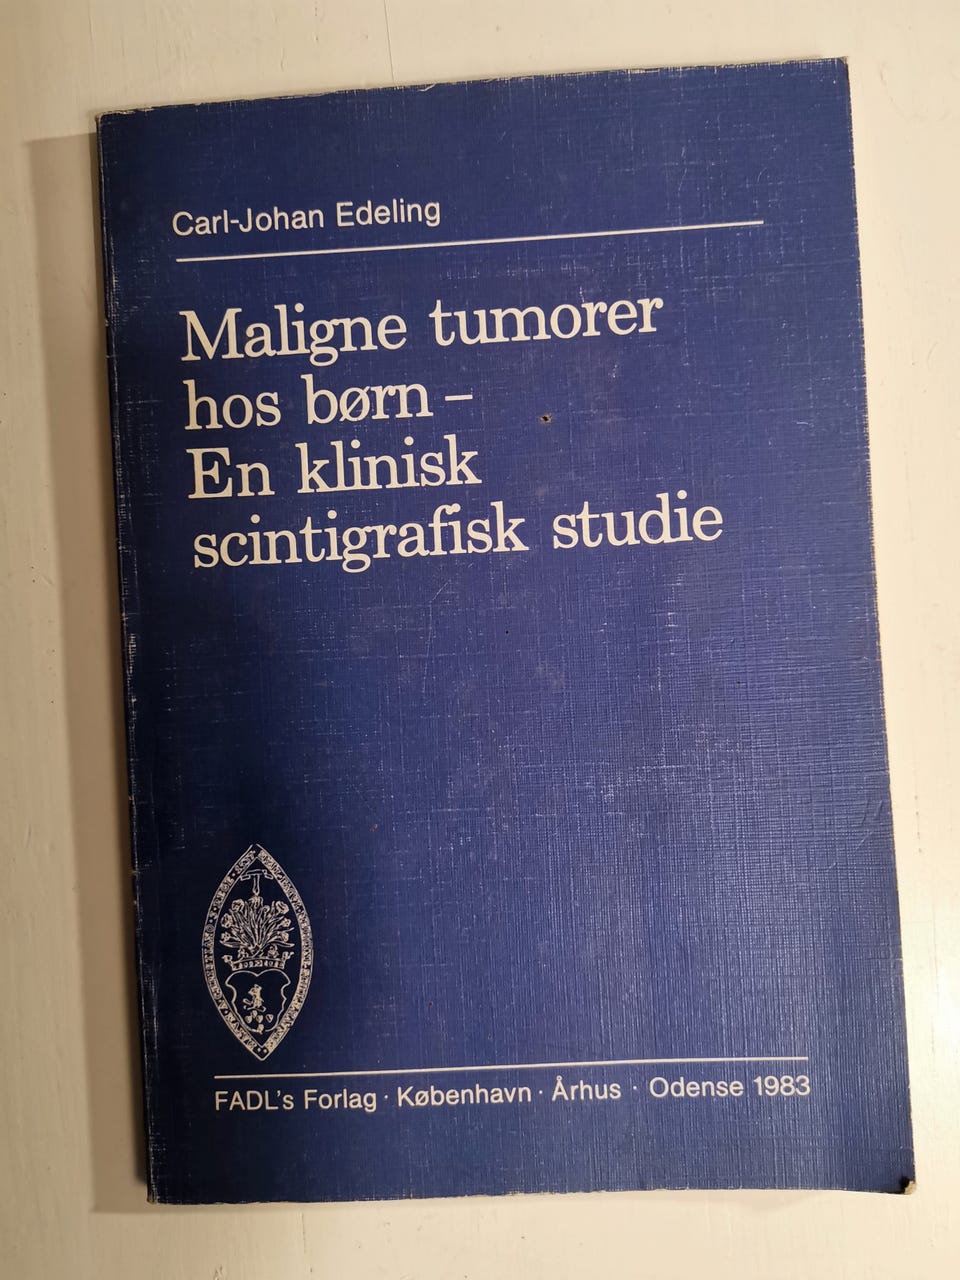 Carl-Johan Edeling
Maligne tumorer
hos børn –
En klinisk
scintigrafisk studie
FADL's Forlag · København · Århus · Odense 1983